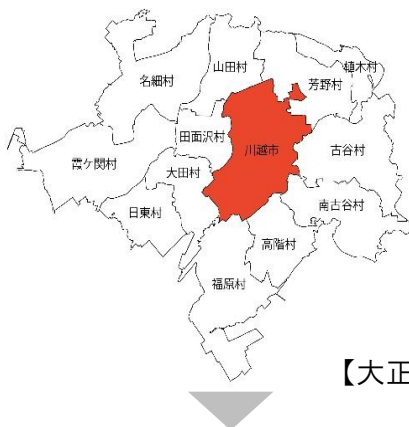 山田村
植木村
名細村
芳野村
田面沢村
川越市
古谷村
霞ケ関村
大田村
日東村
南古谷村
高階村
福原村
【大正